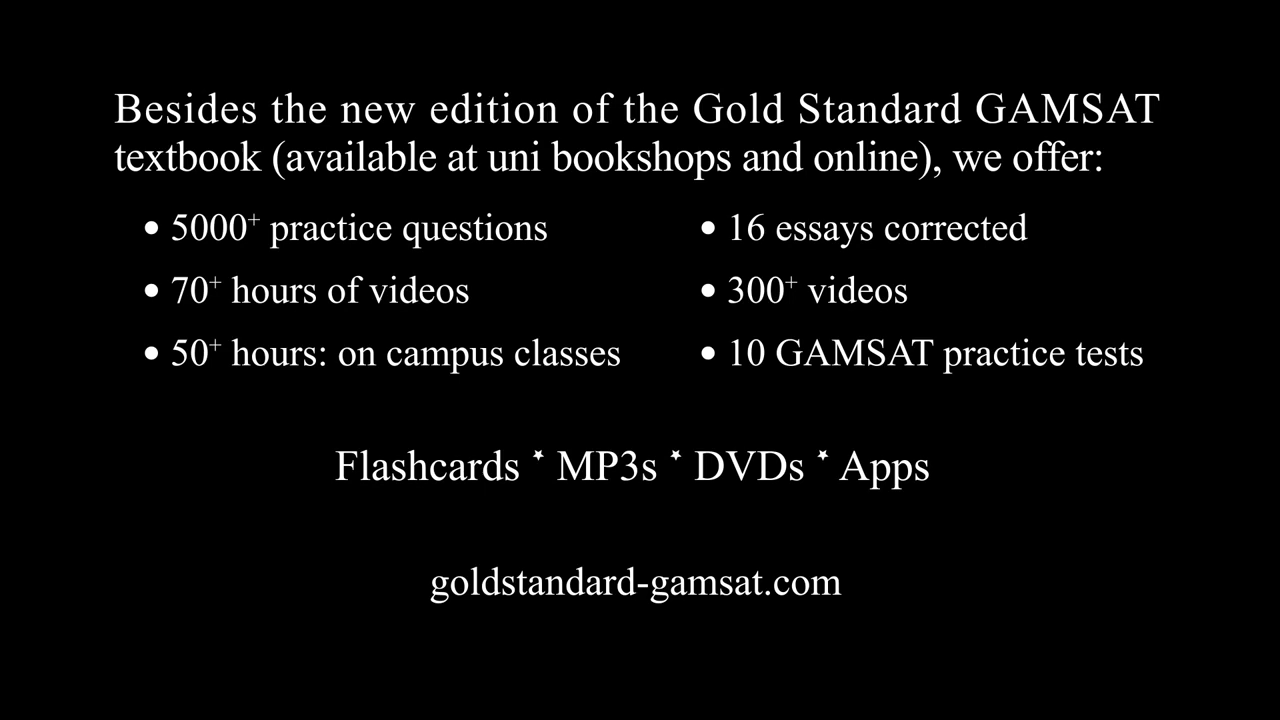 Besides the new edition of the Gold Standard GAMSAT
textbook (available at uni bookshops and online), we offer:
• 5000⁺ practice questions
• 70⁺ hours of videos
• 50⁺ hours: on campus classes
• 16 essays corrected
• 300⁺ videos
• 10 GAMSAT practice tests
Flashcards ★ MP3s ★ DVDs ★ Apps
goldstandard-gamsat.com